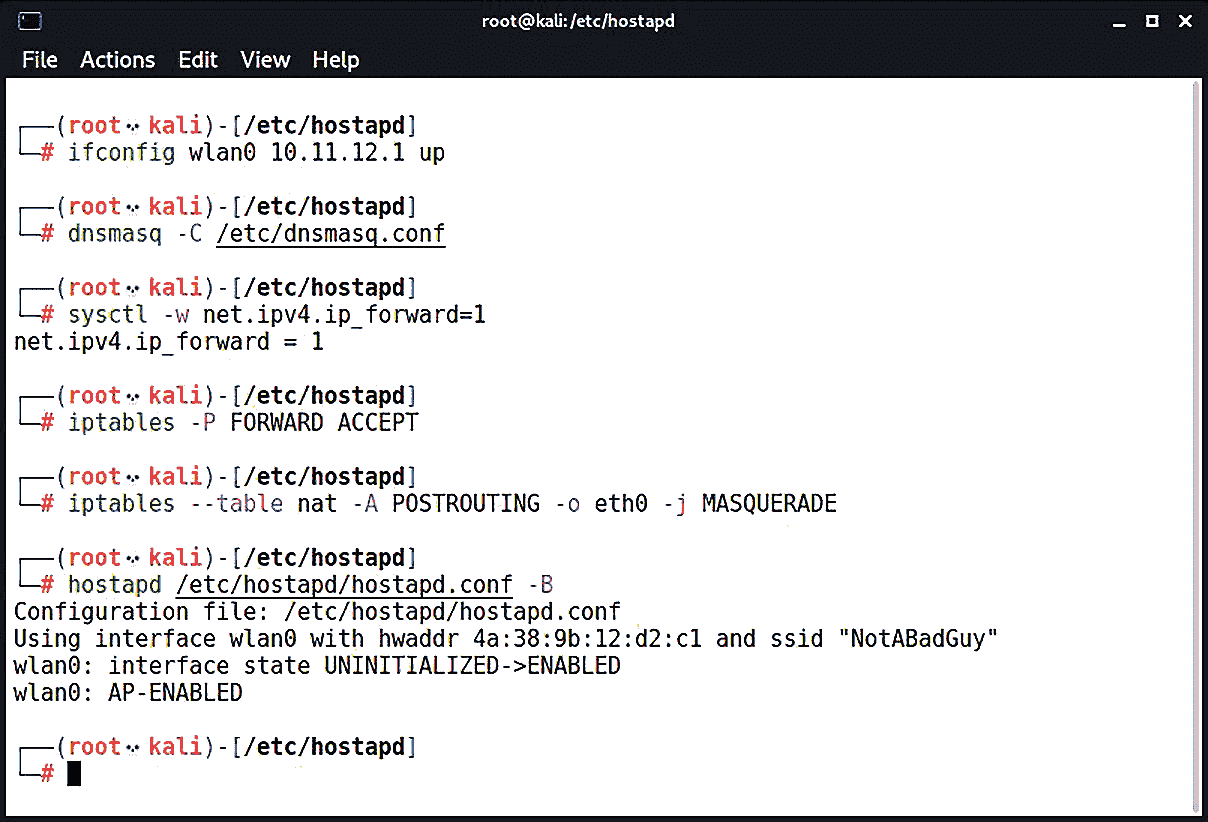 root@kali:/etc/hostapd
File Actions Edit View Help
┌──(root💀kali)-[/etc/hostapd]
└─# ifconfig wlan0 10.11.12.1 up
┌──(root💀kali)-[/etc/hostapd]
└─# dnsmasq -C /etc/dnsmasq.conf
┌──(root💀kali)-[/etc/hostapd]
└─# sysctl -w net.ipv4.ip_forward=1
net.ipv4.ip_forward = 1
┌──(root💀kali)-[/etc/hostapd]
└─# iptables -P FORWARD ACCEPT
┌──(root💀kali)-[/etc/hostapd]
└─# iptables --table nat -A POSTROUTING -o eth0 -j MASQUERADE
┌──(root💀kali)-[/etc/hostapd]
└─# hostapd /etc/hostapd/hostapd.conf -B
Configuration file: /etc/hostapd/hostapd.conf
Using interface wlan0 with hwaddr 4a:38:9b:12:d2:c1 and ssid "NotABadGuy"
wlan0: interface state UNINITIALIZED->ENABLED
wlan0: AP-ENABLED
┌──(root💀kali)-[/etc/hostapd]
└─#